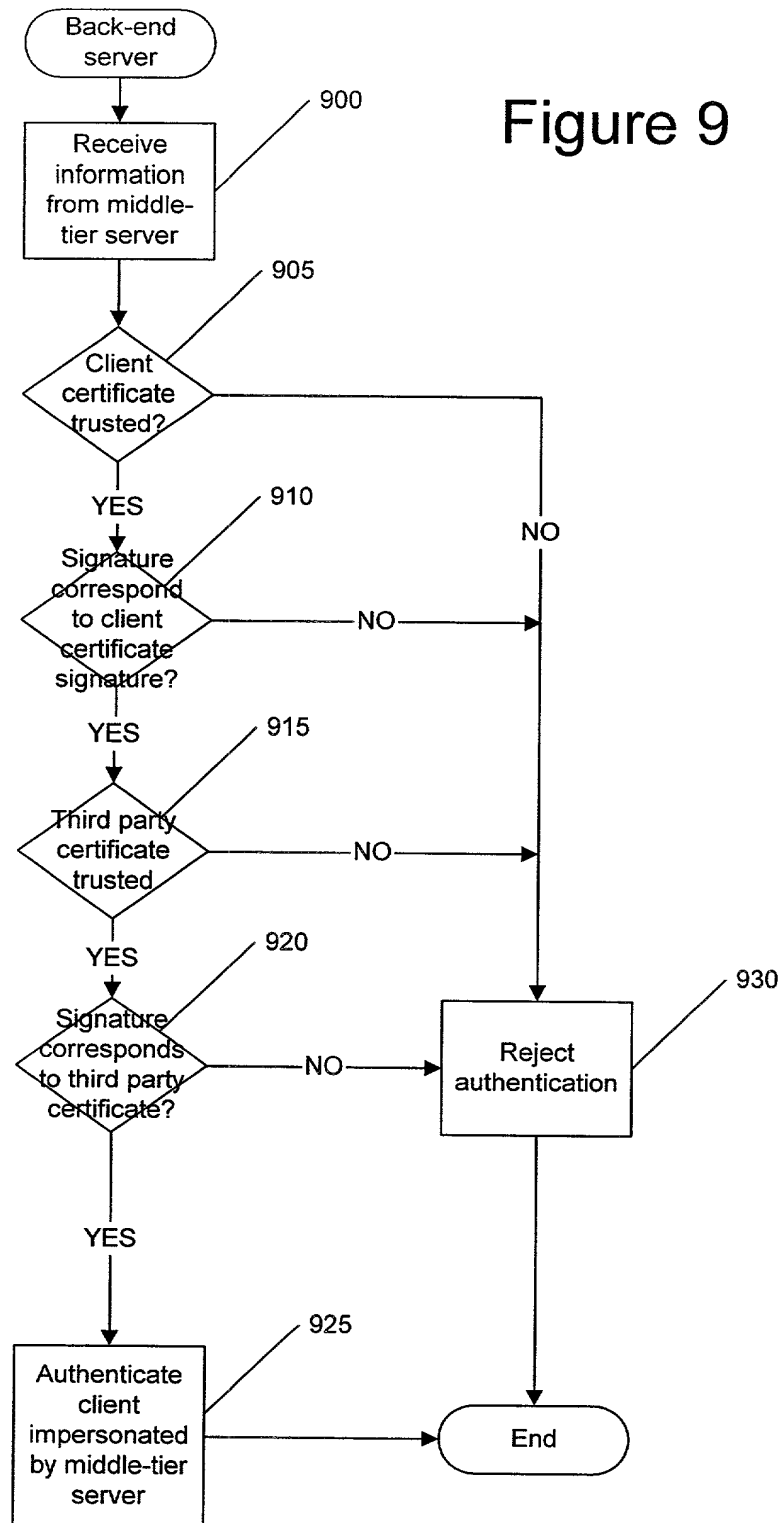 Back-end
server
Figure 9
900
Receive
information
from middle-
tier server
905
Client
certificate
trusted?
NO
YES
910
Signature
correspond
to client
certificate
signature?
NO
YES
915
Third party
certificate
trusted
NO
YES
920
Signature
corresponds
to third party
certificate?
NO
930
Reject
authentication
YES
925
Authenticate
client
impersonated
by middle-tier
server
End